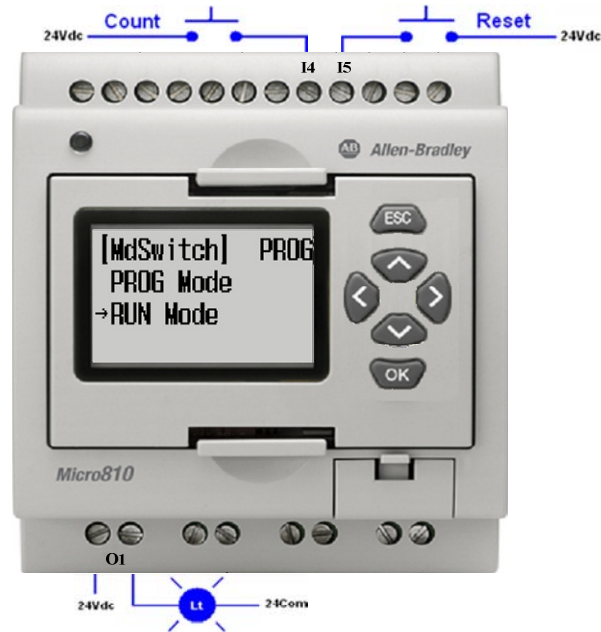 Count
Reset
24Vdc
24Vdc
I4 I5
AB Allen-Bradley
[MdSwitch] PROG
PROG Mode
→RUN Mode
ESC
OK
Micro810
O1
24Vdc
Lt
24Com